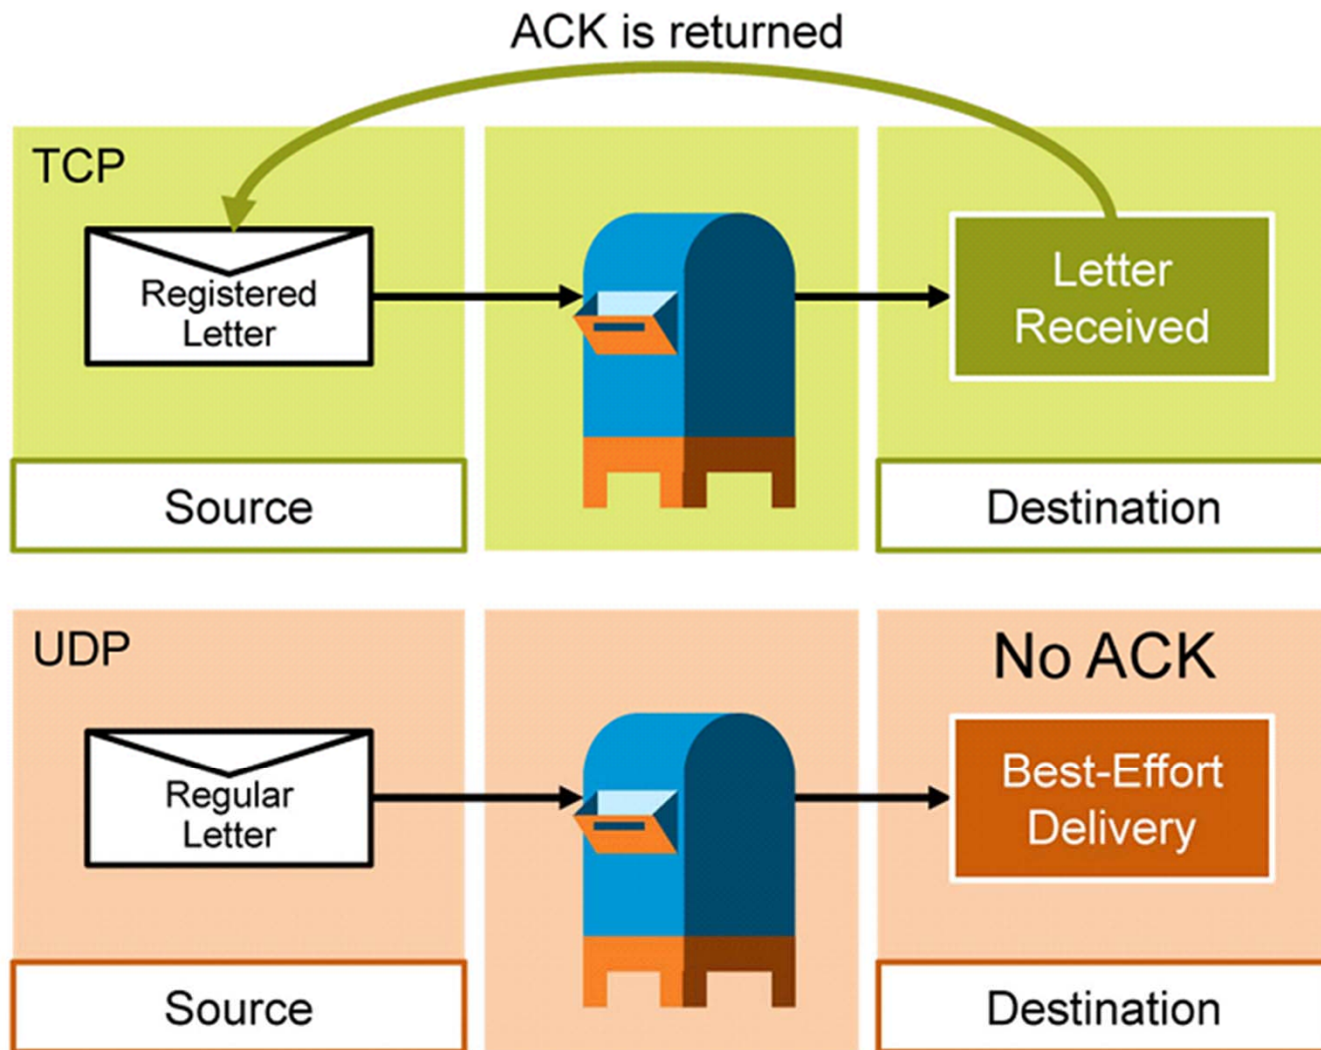 ACK is returned
TCP
Registered
Letter
Letter
Received
Source
Destination
UDP
No ACK
Regular
Letter
Best-Effort
Delivery
Source
Destination